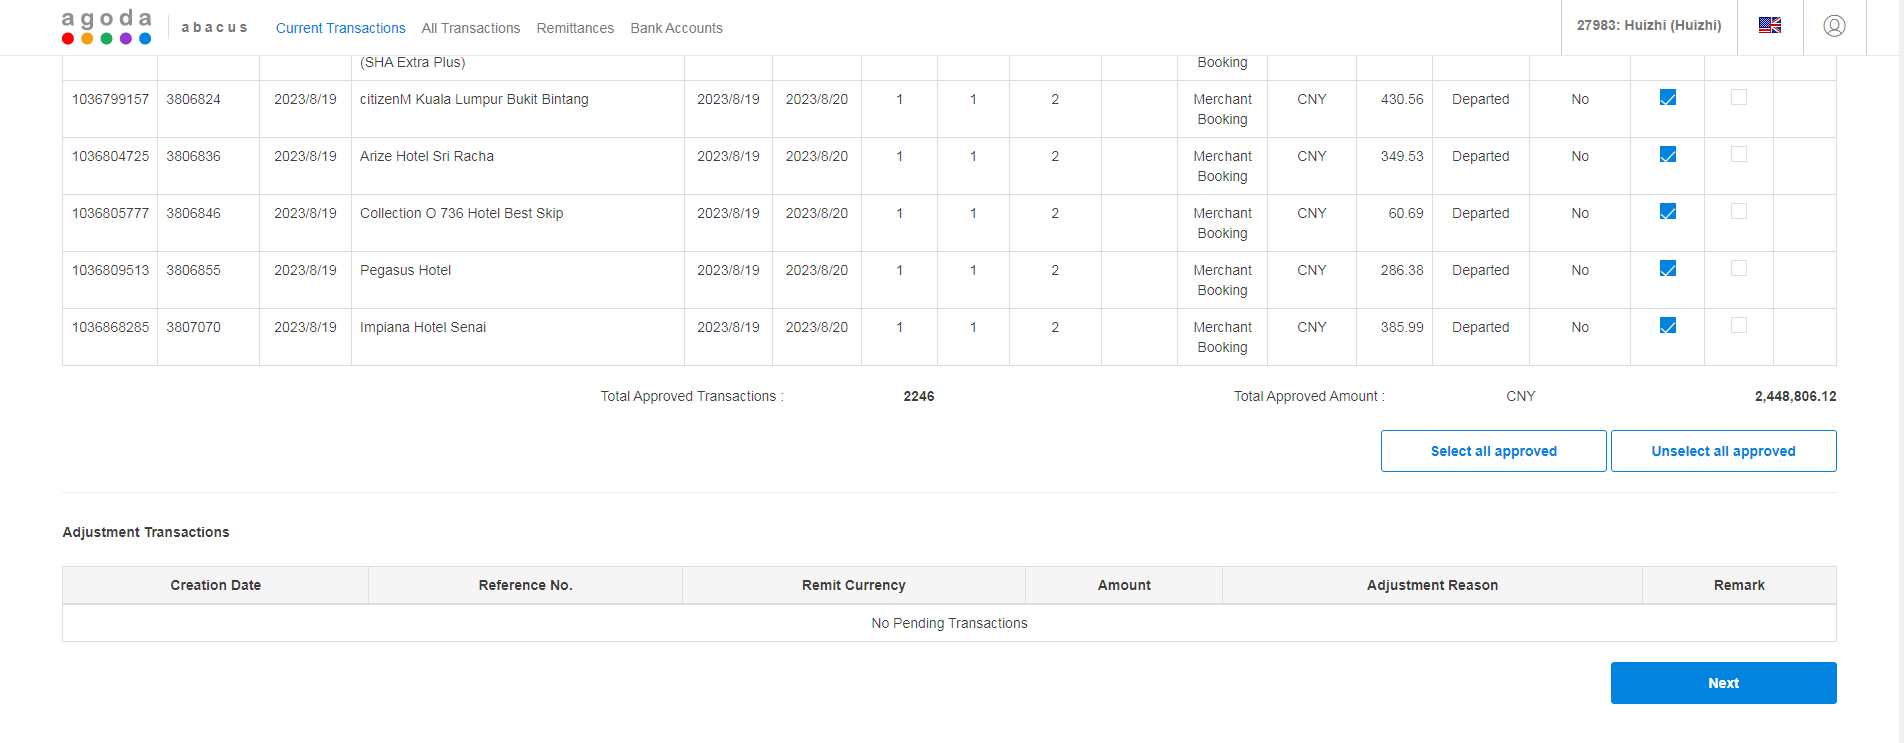 agoda
abacus
Current Transactions All Transactions Remittances Bank Accounts 27983: Huizhi (Huizhi)
(SHA Extra Plus) Booking
1036799157 3806824 2023/8/19 citizenM Kuala Lumpur Bukit Bintang 2023/8/19 2023/8/20 1 1 2 Merchant CNY 430.56 Departed No
Booking
1036804725 3806836 2023/8/19 Arize Hotel Sri Racha 2023/8/19 2023/8/20 1 1 2 Merchant CNY 349.53 Departed No
Booking
1036805777 3806846 2023/8/19 Collection O 736 Hotel Best Skip 2023/8/19 2023/8/20 1 1 2 Merchant CNY 60.69 Departed No
Booking
1036809513 3806855 2023/8/19 Pegasus Hotel 2023/8/19 2023/8/20 1 1 2 Merchant CNY 286.38 Departed No
Booking
1036868285 3807070 2023/8/19 Impiana Hotel Senai 2023/8/19 2023/8/20 1 1 2 Merchant CNY 385.99 Departed No
Booking
Total Approved Transactions : 2246 Total Approved Amount : CNY 2,448,806.12
Select all approved Unselect all approved
Adjustment Transactions
Creation Date Reference No. Remit Currency Amount Adjustment Reason Remark
No Pending Transactions
Next